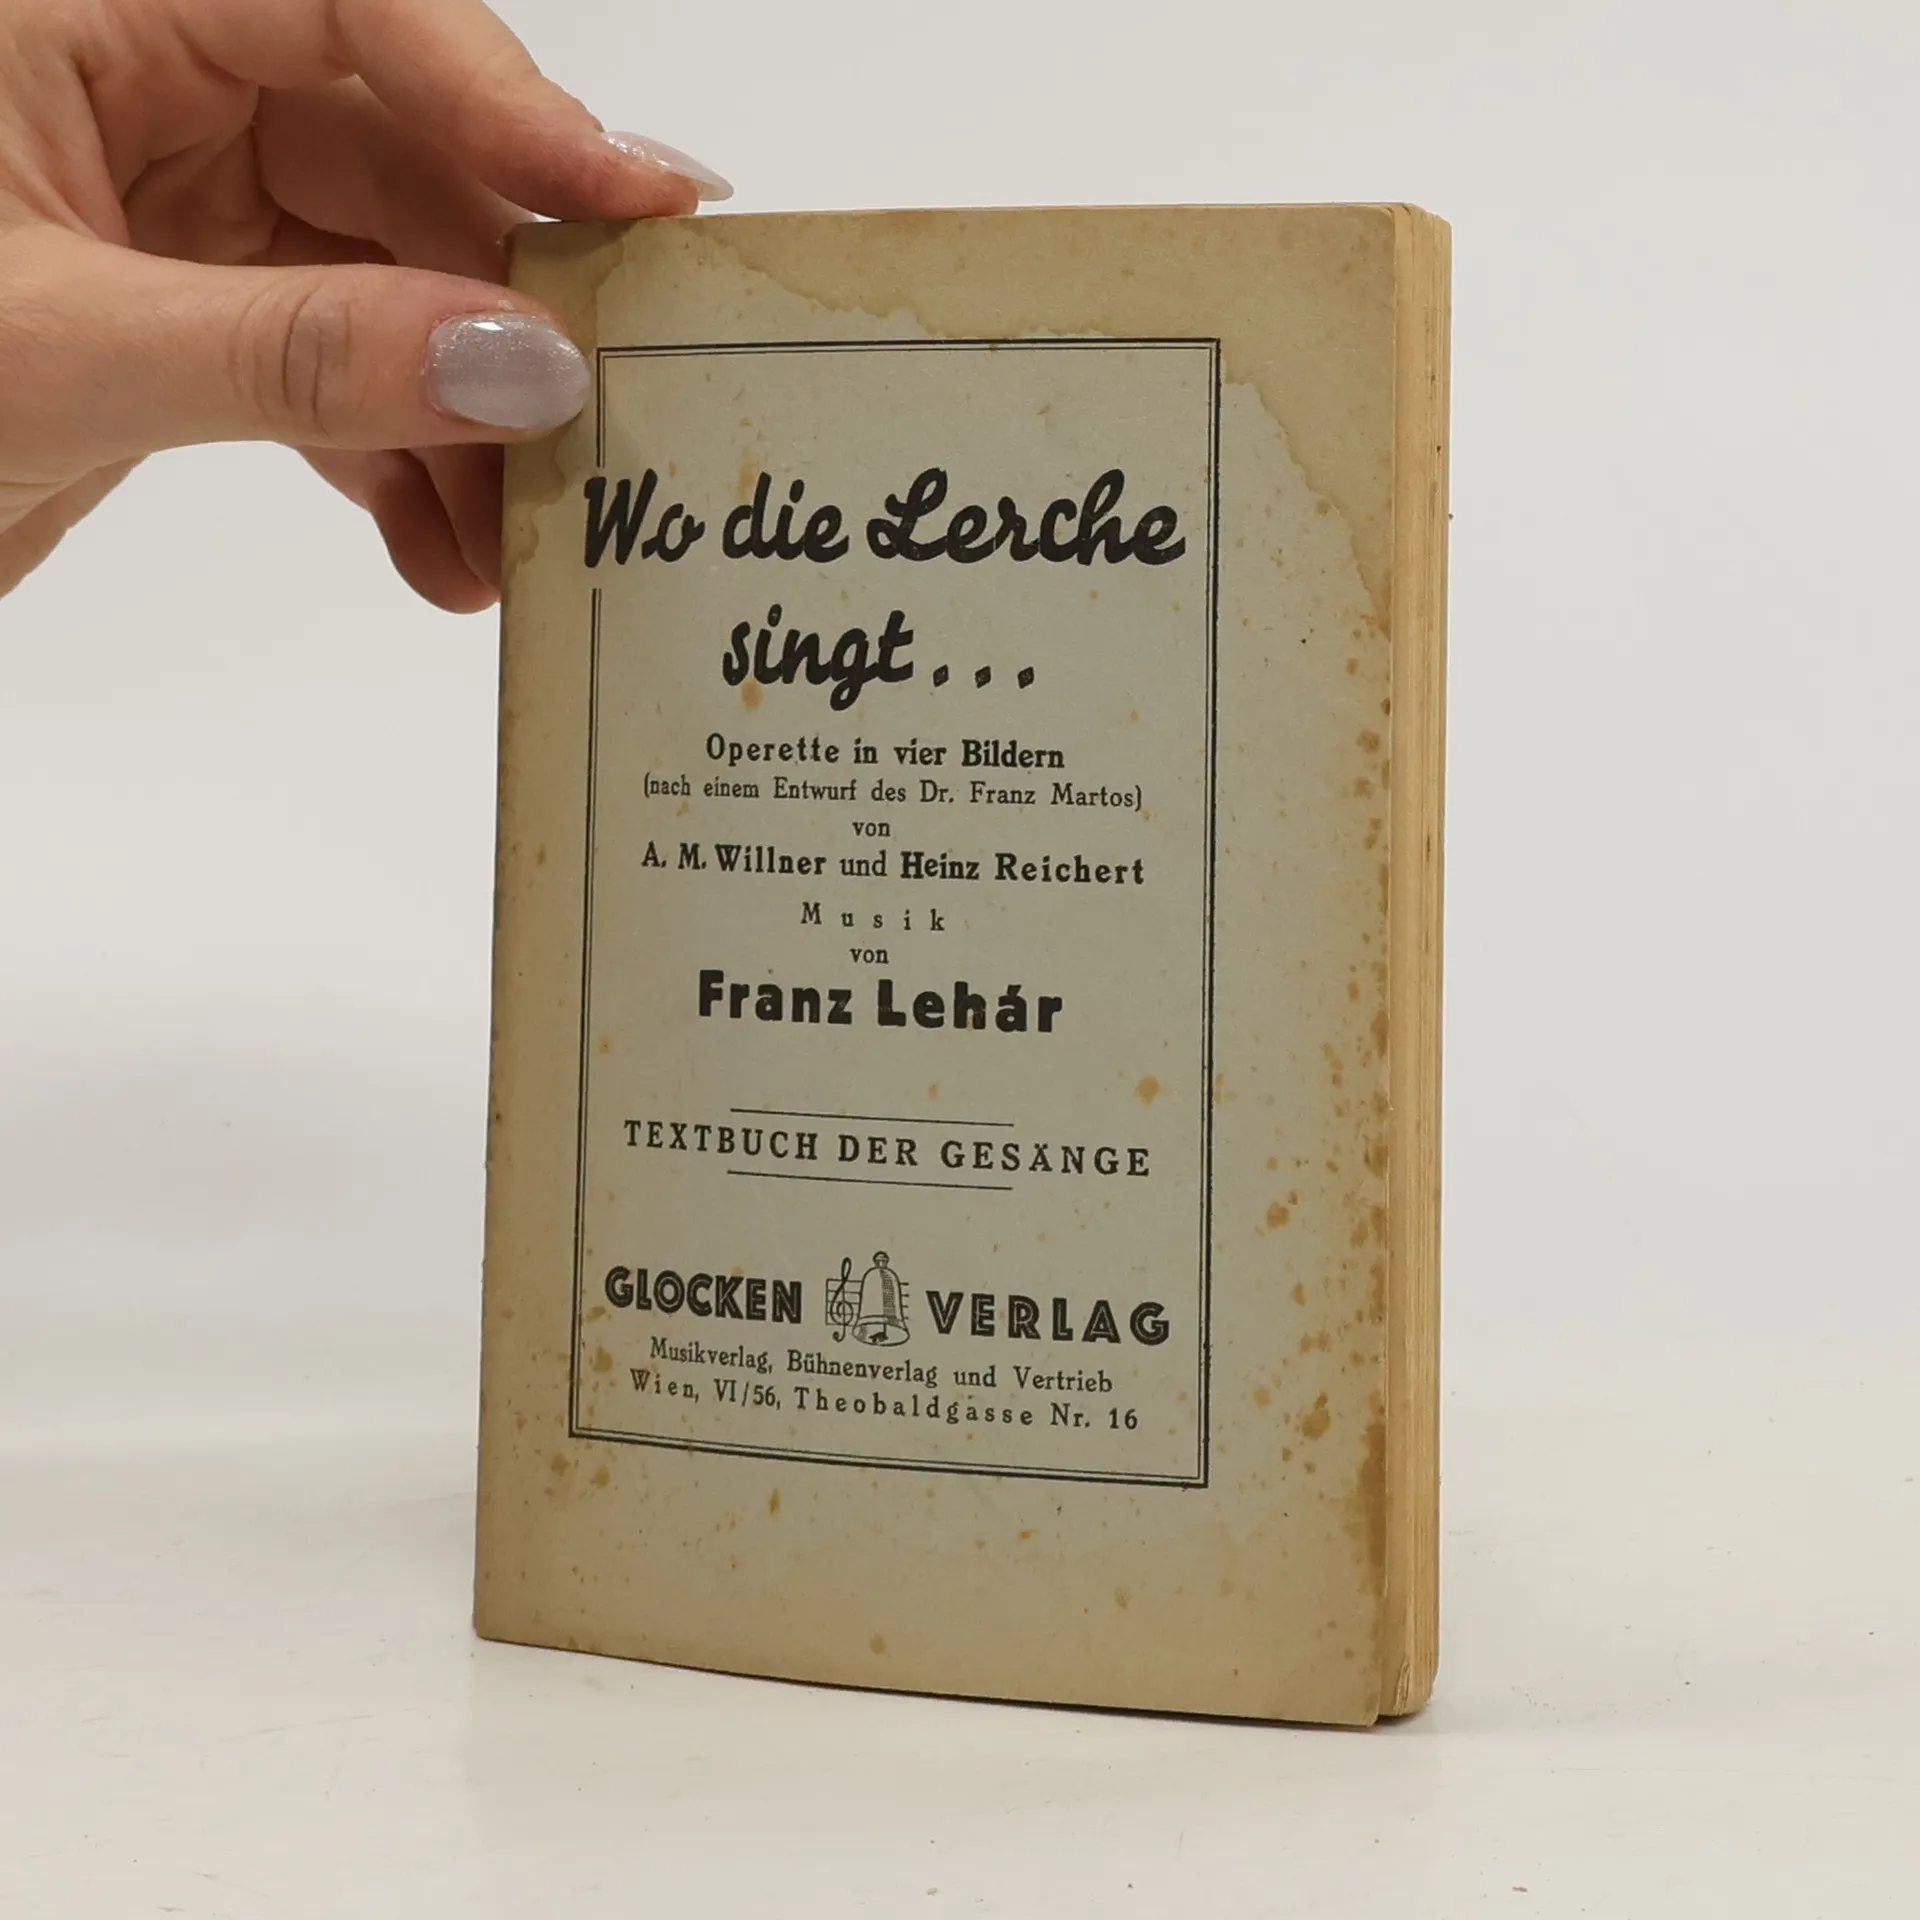 Wo die Lerche
singt...
Operette in vier Bildern
(nach einem Entwurf des Dr. Franz Martos)
von
A. M. Willner und Heinz Reichert
Musik
von
Franz Lehár
TEXTBUCH DER GESÄNGE
GLOCKEN VERLAG
Musikverlag, Bühnenverlag und Vertrieb
Wien, VI/56, Theobaldgasse Nr. 16